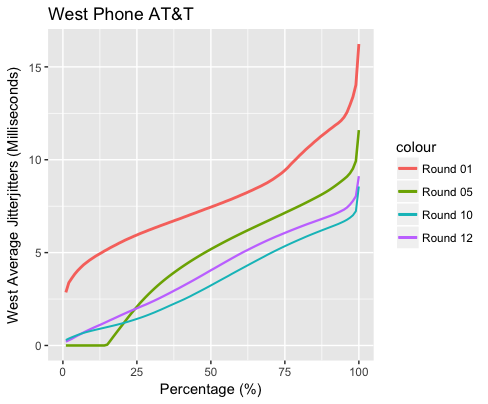 West Phone AT&T
West Average Jitterjitters (Milliseconds)
15
10
5
0
0 25 50 75 100
Percentage (%)
colour
Round 01
Round 05
Round 10
Round 12